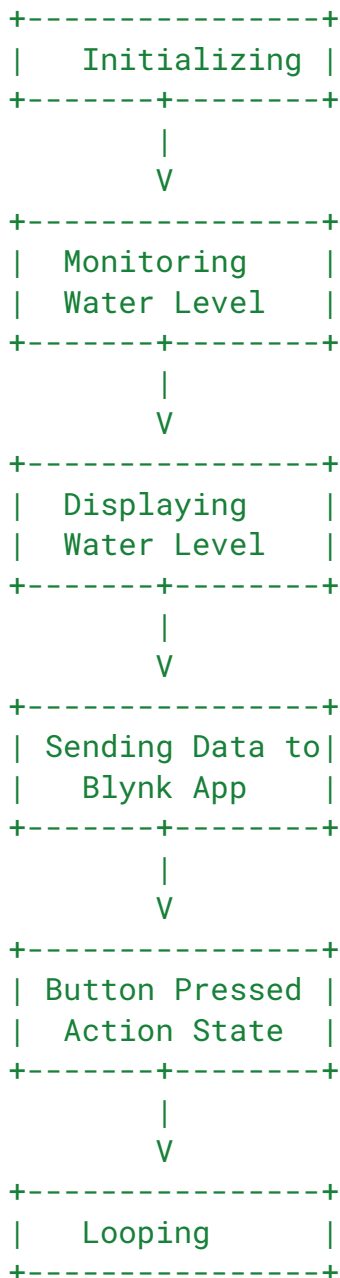 +----------------+
|   Initializing |
+-------+--------+
        |
        V
+----------------+
|  Monitoring    |
|  Water Level   |
+-------+--------+
        |
        V
+----------------+
|  Displaying    |
|  Water Level   |
+-------+--------+
        |
        V
+----------------+
| Sending Data to|
|   Blynk App    |
+-------+--------+
        |
        V
+----------------+
| Button Pressed |
|  Action State  |
+-------+--------+
        |
        V
+----------------+
|   Looping      |
+----------------+